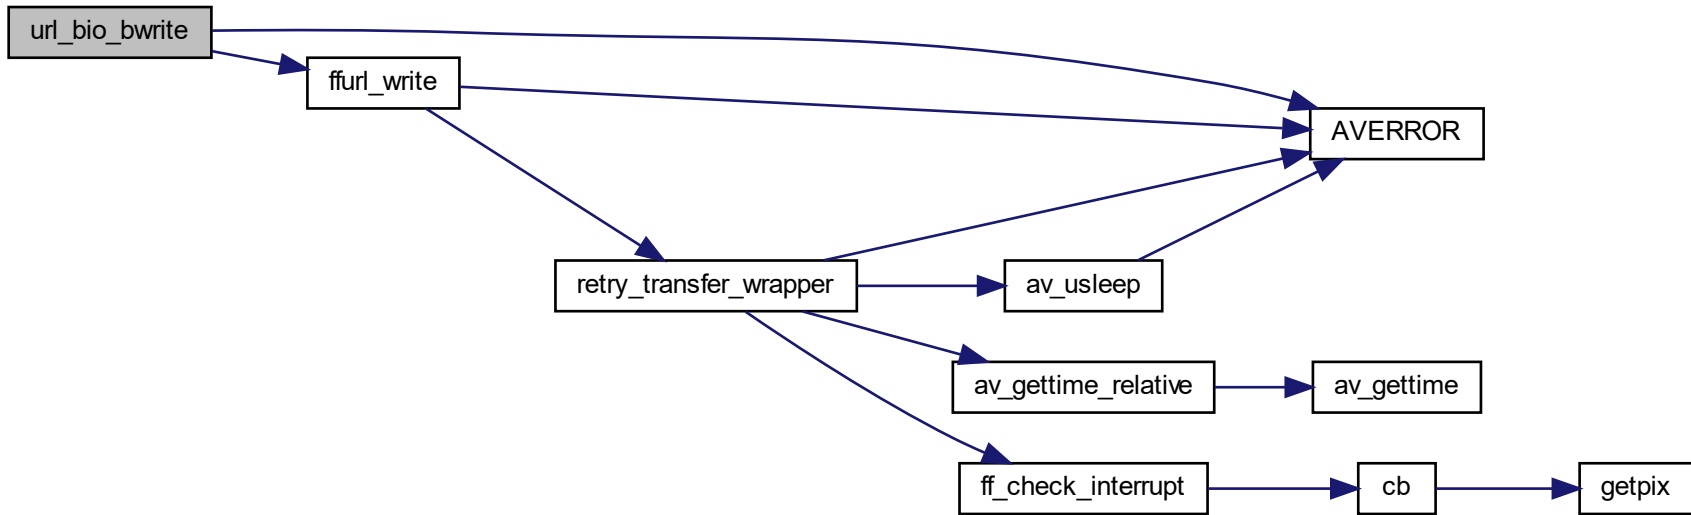 url_bio_bwrite
ffurl_write
AVERROR
retry_transfer_wrapper
av_usleep
av_gettime_relative
av_gettime
ff_check_interrupt
cb
getpix